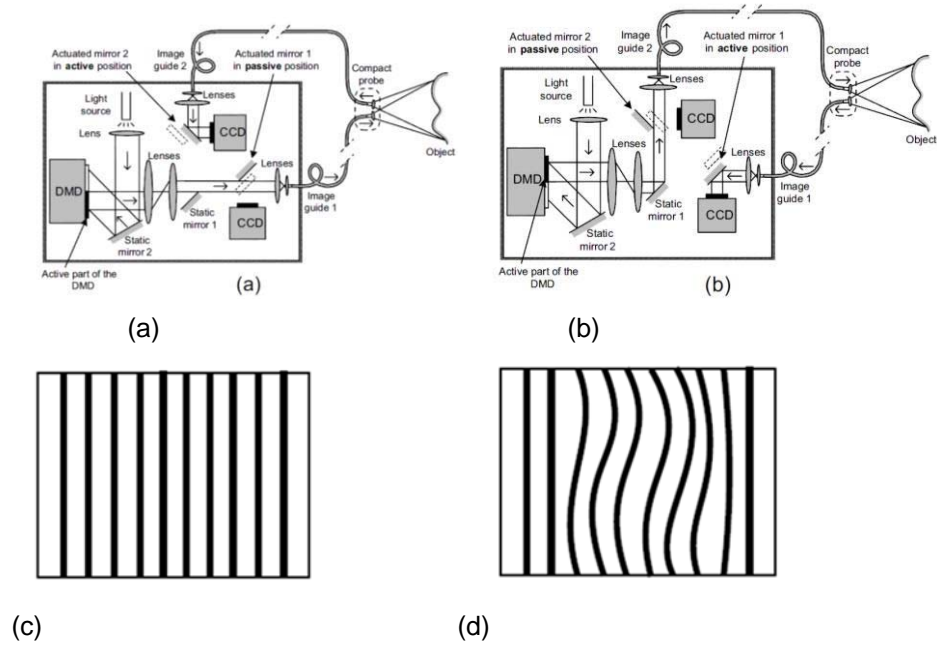 Actuated mirror 2
in active position
Image
guide 2
Actuated mirror 1
in passive position
Compact
probe
Light
source
Lenses
Lens
CCD
Object
DMD
Lenses
Lenses
Static
mirror 1
CCD
Image
guide 1
Static
mirror 2
Active part of the
DMD
(a)
Actuated mirror 2
in passive position
Image
guide 2
Actuated mirror 1
in active position
Compact
probe
Light
source
Lenses
Lens
CCD
Object
DMD
Lenses
Lenses
Static
mirror 1
CCD
Image
guide 1
Static
mirror 2
Active part of the
DMD
(b)
(a)
(b)
(c)
(d)